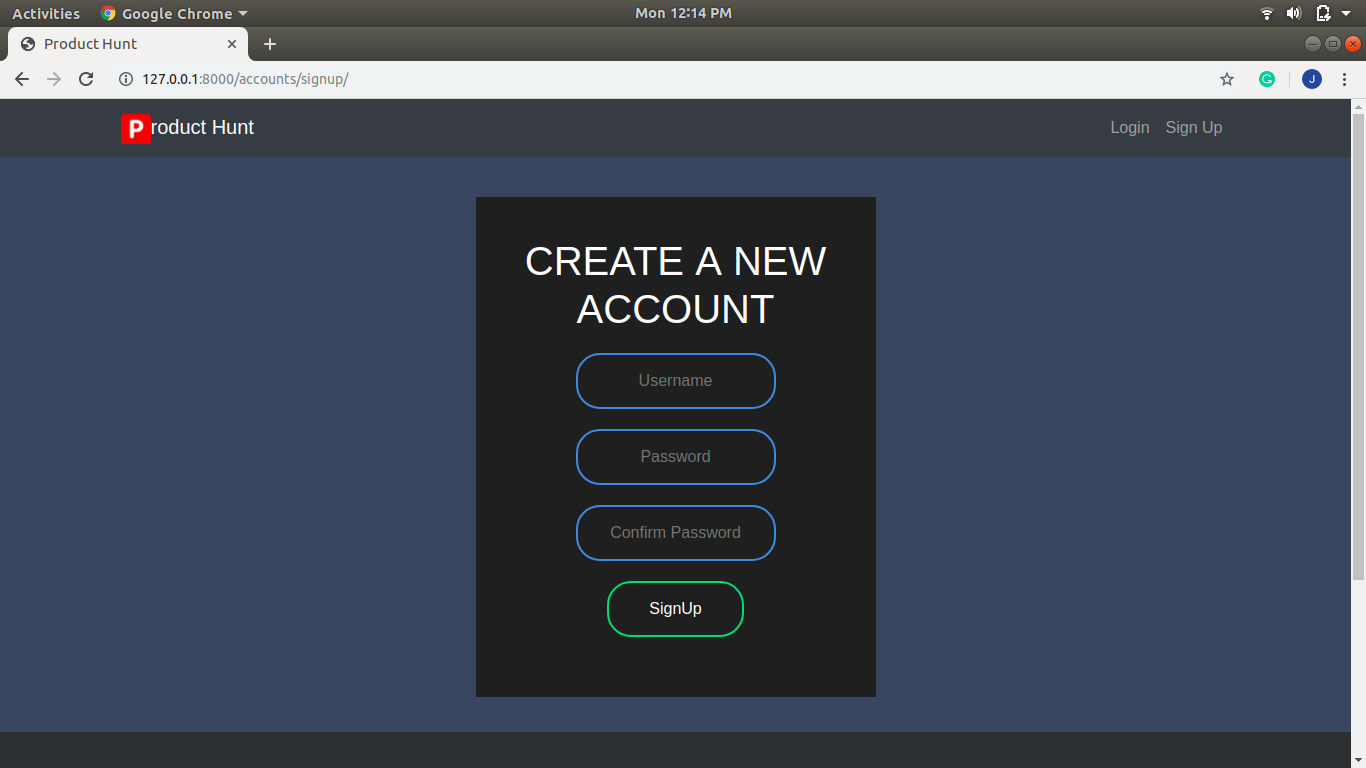 Activities Google Chrome Mon 12:14 PM
Product Hunt
127.0.0.1:8000/accounts/signup/ J
Product Hunt Login Sign Up
CREATE A NEW
ACCOUNT
Username
Password
Confirm Password
SignUp